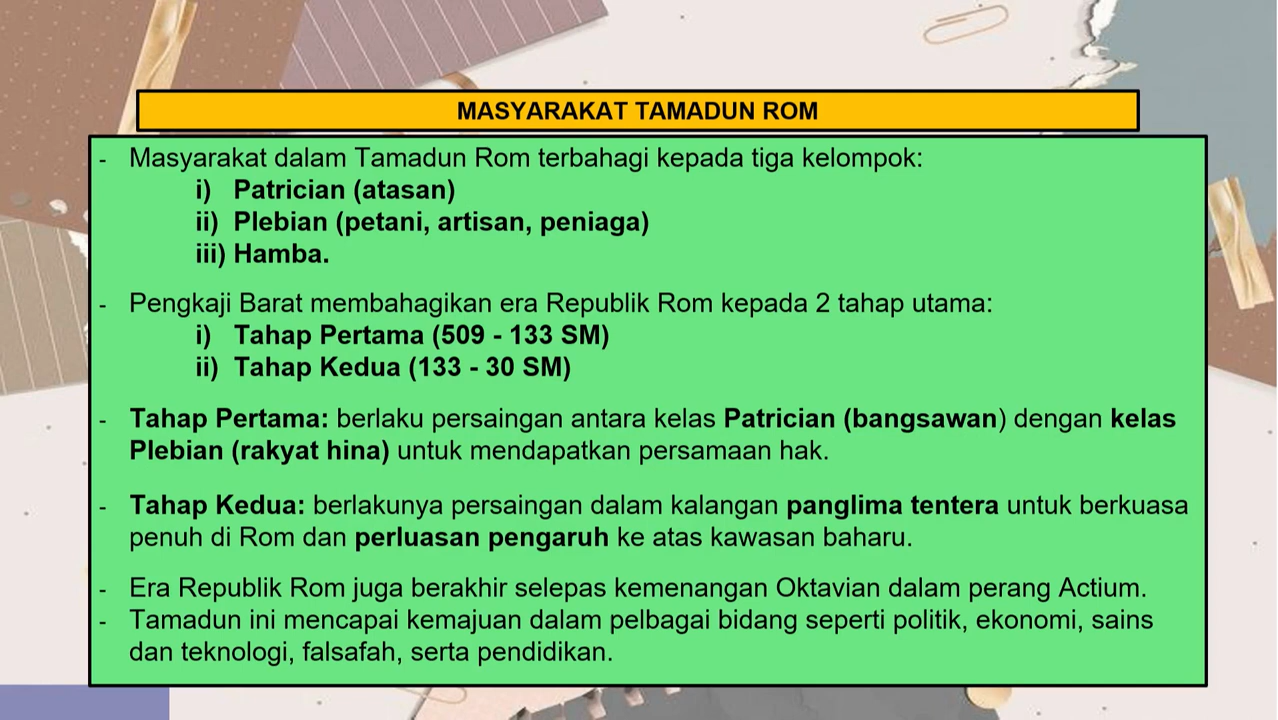 MASYARAKAT TAMADUN ROM
- Masyarakat dalam Tamadun Rom terbahagi kepada tiga kelompok:
i) Patrician (atasan)
ii) Plebian (petani, artisan, peniaga)
iii) Hamba.
- Pengkaji Barat membahagikan era Republik Rom kepada 2 tahap utama:
i) Tahap Pertama (509 - 133 SM)
ii) Tahap Kedua (133 - 30 SM)
- Tahap Pertama: berlaku persaingan antara kelas Patrician (bangsawan) dengan kelas
Plebian (rakyat hina) untuk mendapatkan persamaan hak.
- Tahap Kedua: berlakunya persaingan dalam kalangan panglima tentera untuk berkuasa
penuh di Rom dan perluasan pengaruh ke atas kawasan baharu.
- Era Republik Rom juga berakhir selepas kemenangan Oktavian dalam perang Actium.
- Tamadun ini mencapai kemajuan dalam pelbagai bidang seperti politik, ekonomi, sains
dan teknologi, falsafah, serta pendidikan.